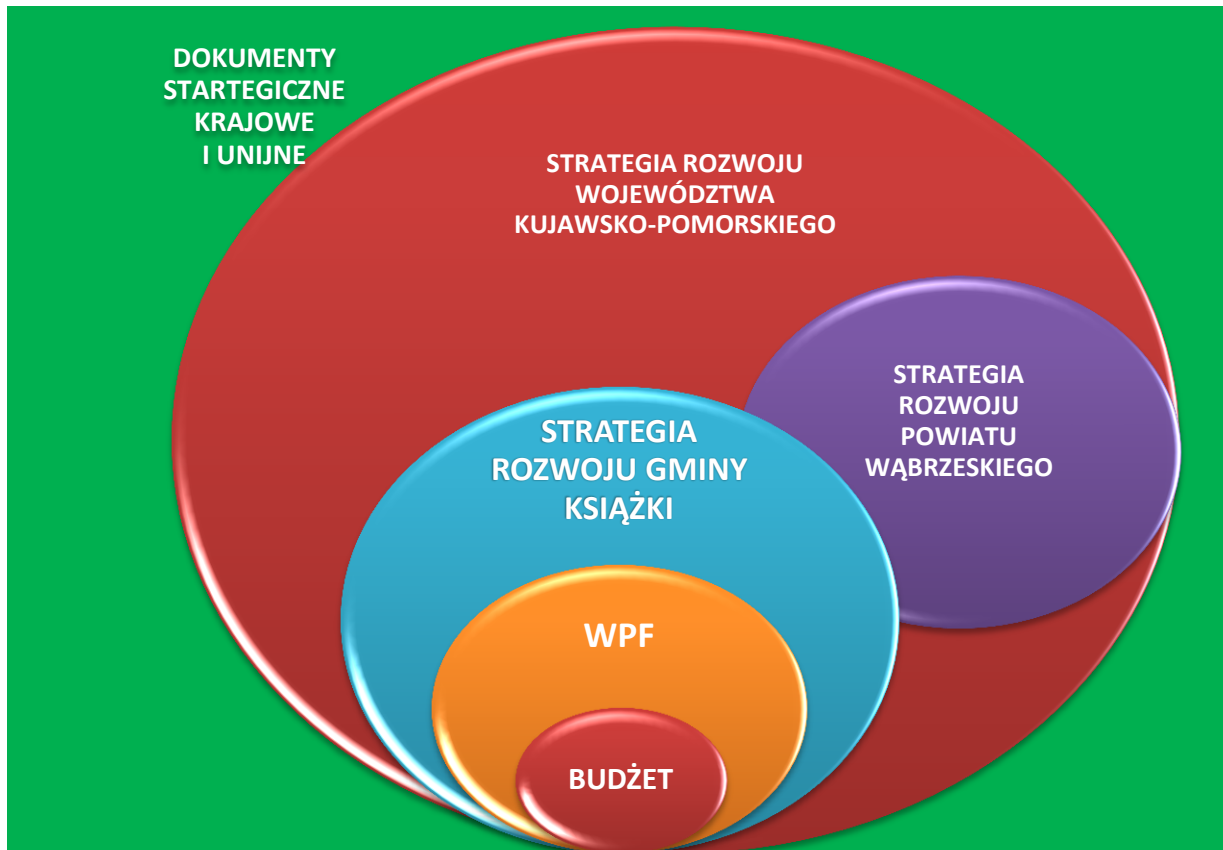 DOKUMENTY
STARTEGICZNE
KRAJOWE
I UNIJNE
STRATEGIA ROZWOJU
WOJEWÓDZTWA
KUJAWSKO-POMORSKIEGO
STRATEGIA
ROZWOJU
POWIATU
WĄBRZESKIEGO
STRATEGIA
ROZWOJU GMINY
KSIĄŻKI
WPF
BUDŻET